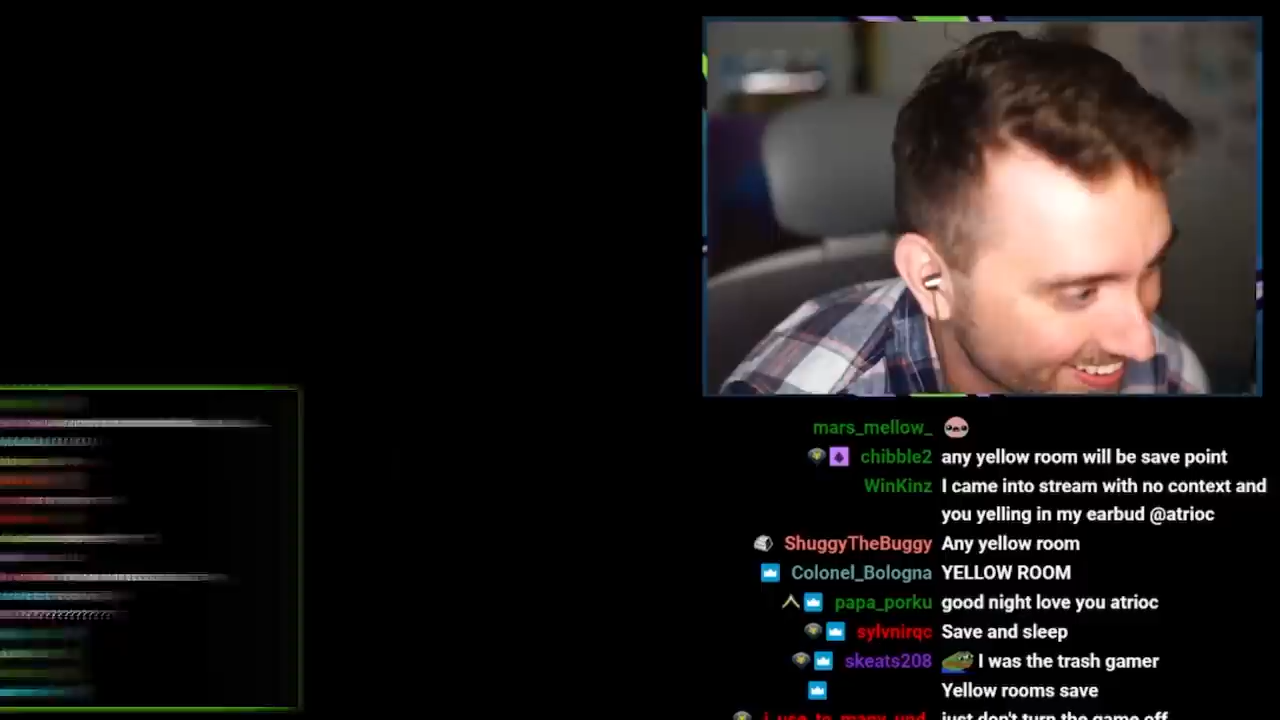 mars_mellow_
chibble2 any yellow room will be save point
WinKinz I came into stream with no context and
you yelling in my earbud @atrioc
ShuggyTheBuggy Any yellow room
Colonel_Bologna YELLOW ROOM
papa_porku good night love you atrioc
sylvnirqc Save and sleep
skeats208 I was the trash gamer
Yellow rooms save
i_use_to_many_und_ just don't turn the game off